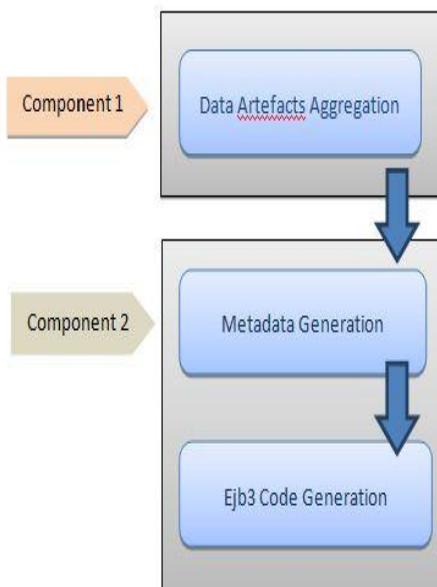 Component 1
Data Artefacts Aggregation
Component 2
Metadata Generation
Ejb3 Code Generation